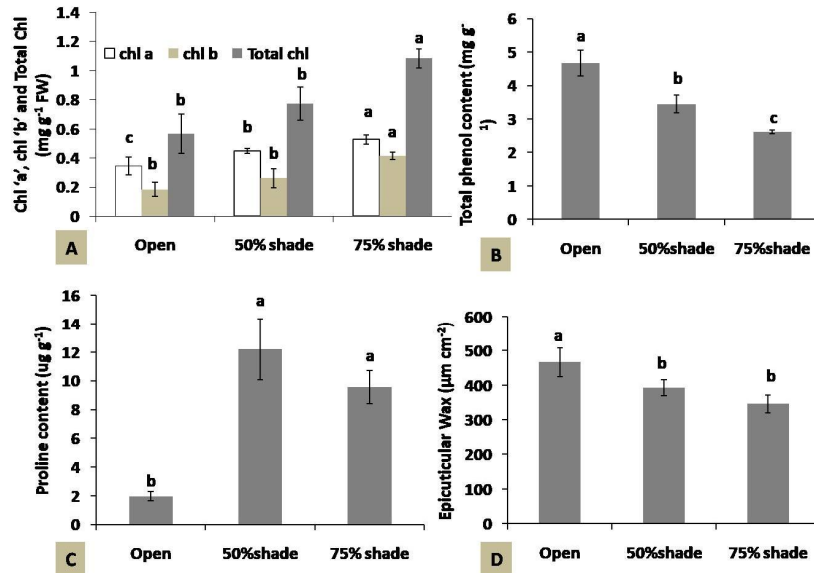 Chl 'a', chl 'b' and Total Chl
(mg g-1 FW)
1.4
1.2
1
0.8
0.6
0.4
0.2
0
chl a
chl b
Total chl
c
b
b
b
b
b
a
a
a
Open
50% shade
75% shade
A
Total phenol content (mg g-
1)
6
5
4
3
2
1
0
a
b
c
Open
50%shade
75%shade
B
Proline content (ug g-1)
16
14
12
10
8
6
4
2
0
b
a
a
Open
50%shade
75% shade
C
Epicuticular Wax (µm cm-2)
600
500
400
300
200
100
0
a
b
b
Open
50%shade
75% shade
D